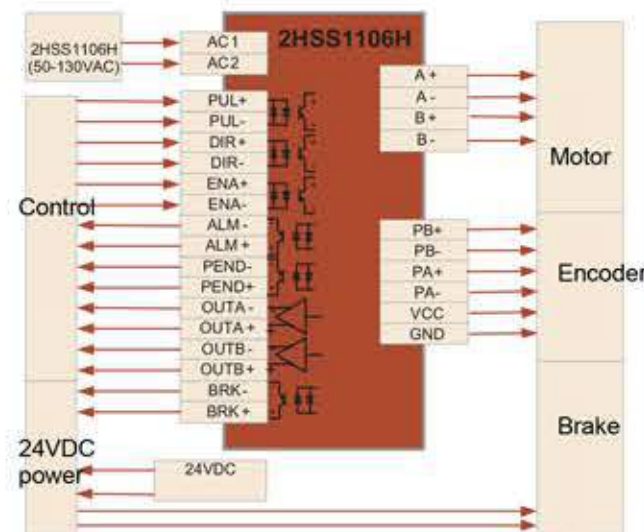 2HSS1106H
(50-130VAC)
AC1
AC2
2HSS1106H
Control
PUL+
PUL-
DIR+
DIR-
ENA+
ENA-
ALM-
ALM+
PEND-
PEND+
OUTA-
OUTA+
OUTB-
OUTB+
BRK-
BRK+
24VDC
power
24VDC
A+
A-
B+
B-
Motor
PB+
PB-
PA+
PA-
VCC
GND
Encoder
Brake